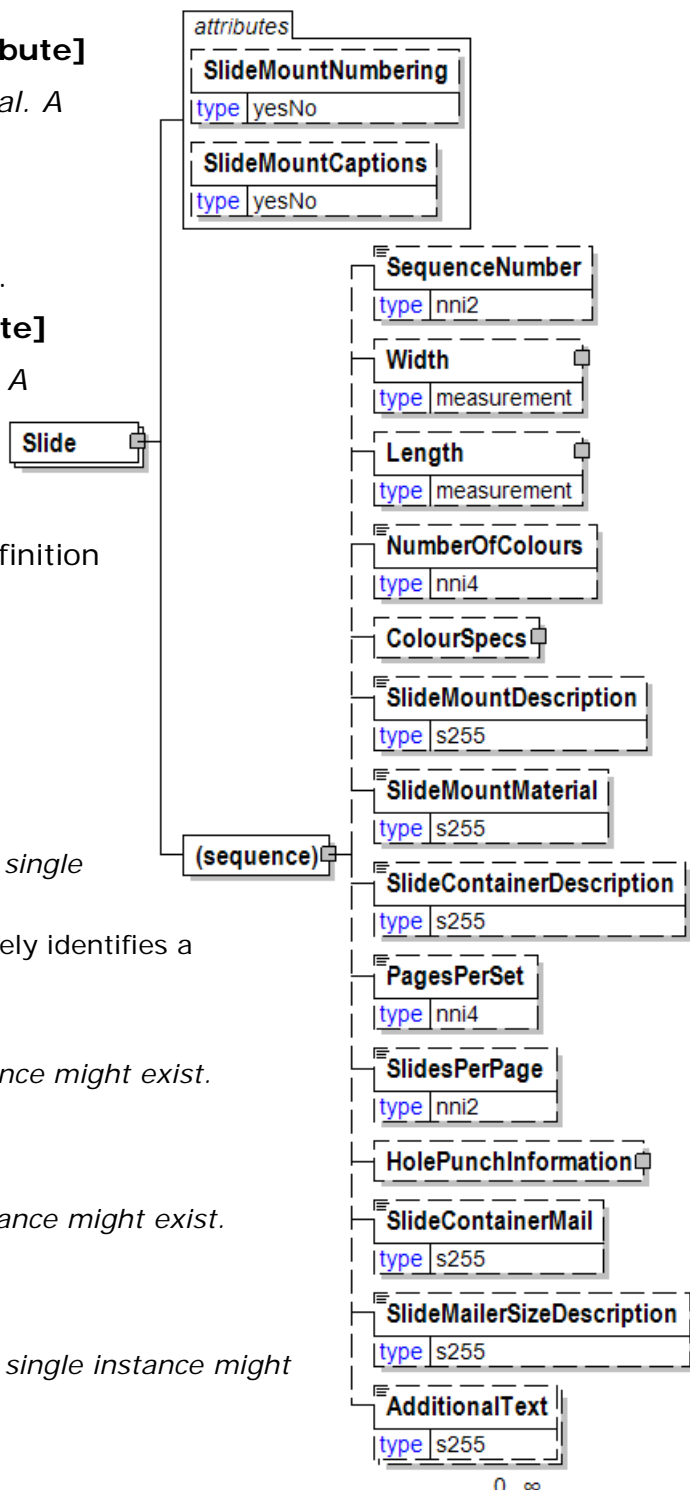 bute]
al. A
.
te]
A
finition
single
ely identifies a
nce might exist.
tance might exist.
single instance might
attributes
SlideMountNumbering
type yesNo
SlideMountCaptions
type yesNo
Slide
(sequence)
SequenceNumber
type nni2
Width
type measurement
Length
type measurement
NumberOfColours
type nni4
ColourSpecs
SlideMountDescription
type s255
SlideMountMaterial
type s255
SlideContainerDescription
type s255
PagesPerSet
type nni4
SlidesPerPage
type nni2
HolePunchInformation
SlideContainerMail
type s255
SlideMailerSizeDescription
type s255
AdditionalText
type s255
0 ∞